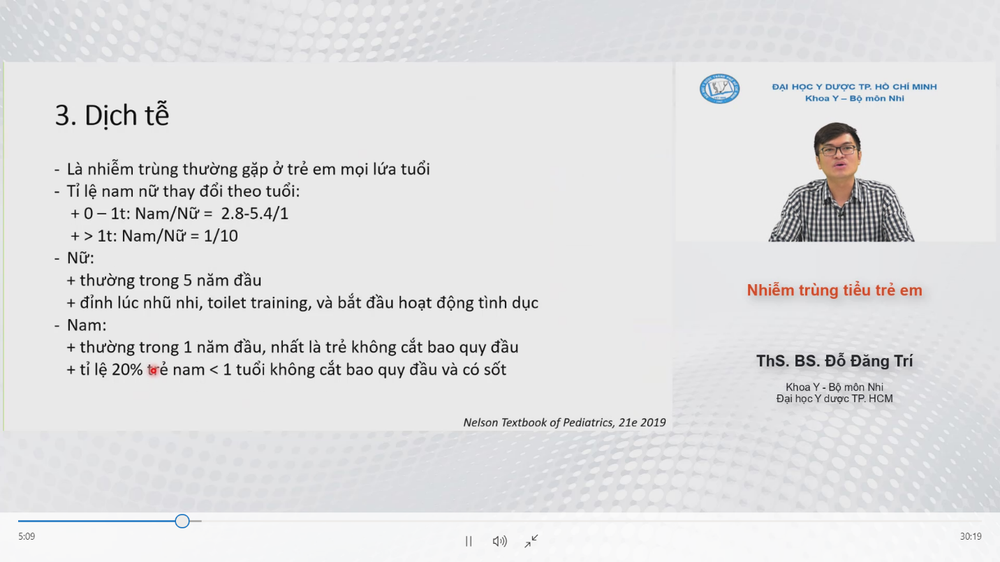 3. Dịch tễ
- Là nhiễm trùng thường gặp ở trẻ em mọi lứa tuổi
- Tỉ lệ nam nữ thay đổi theo tuổi:
+ 0 – 1t: Nam/Nữ = 2.8-5.4/1
+ > 1t: Nam/Nữ = 1/10
- Nữ:
+ thường trong 5 năm đầu
+ đỉnh lúc nhũ nhi, toilet training, và bắt đầu hoạt động tình dục
- Nam:
+ thường trong 1 năm đầu, nhất là trẻ không cắt bao quy đầu
+ tỉ lệ 20% trẻ nam < 1 tuổi không cắt bao quy đầu và có sốt
Nelson Textbook of Pediatrics, 21e 2019
ĐẠI HỌC Y DƯỢC TP. HỒ CHÍ MINH
Khoa Y – Bộ môn Nhi
Nhiễm trùng tiểu trẻ em
ThS. BS. Đỗ Đăng Trí
Khoa Y - Bộ môn Nhi
Đại học Y dược TP. HCM
5:09
30:19